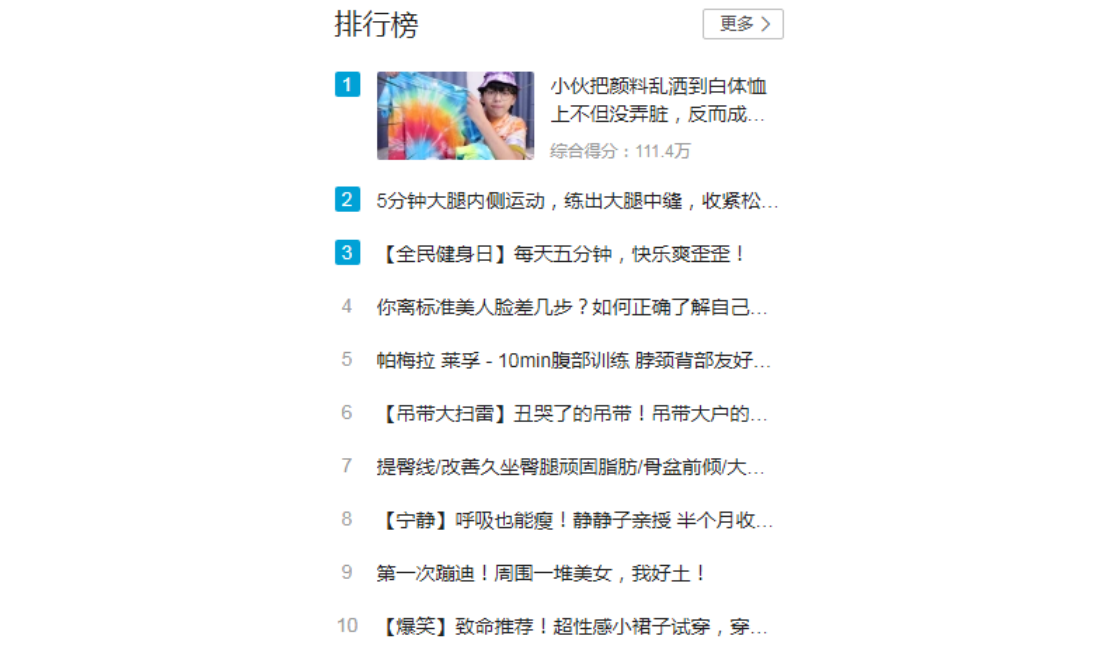 排行榜
更多
1
小伙把颜料乱洒到白体恤
上不但没弄脏，反而成...
综合得分：111.4万
2 5分钟大腿内侧运动，练出大腿中缝，收紧松...
3 【全民健身日】每天五分钟，快乐爽歪歪！
4 你离标准美人脸差几步？如何正确了解自己...
5 帕梅拉 莱孚 - 10min腹部训练 脖颈背部友好...
6 【吊带大扫雷】丑哭了的吊带！吊带大户的...
7 提臀线/改善久坐臀腿顽固脂肪/骨盆前倾/大...
8 【宁静】呼吸也能瘦！静静子亲授 半个月收...
9 第一次蹦迪！周围一堆美女，我好土！
10 【爆笑】致命推荐！超性感小裙子试穿，穿...